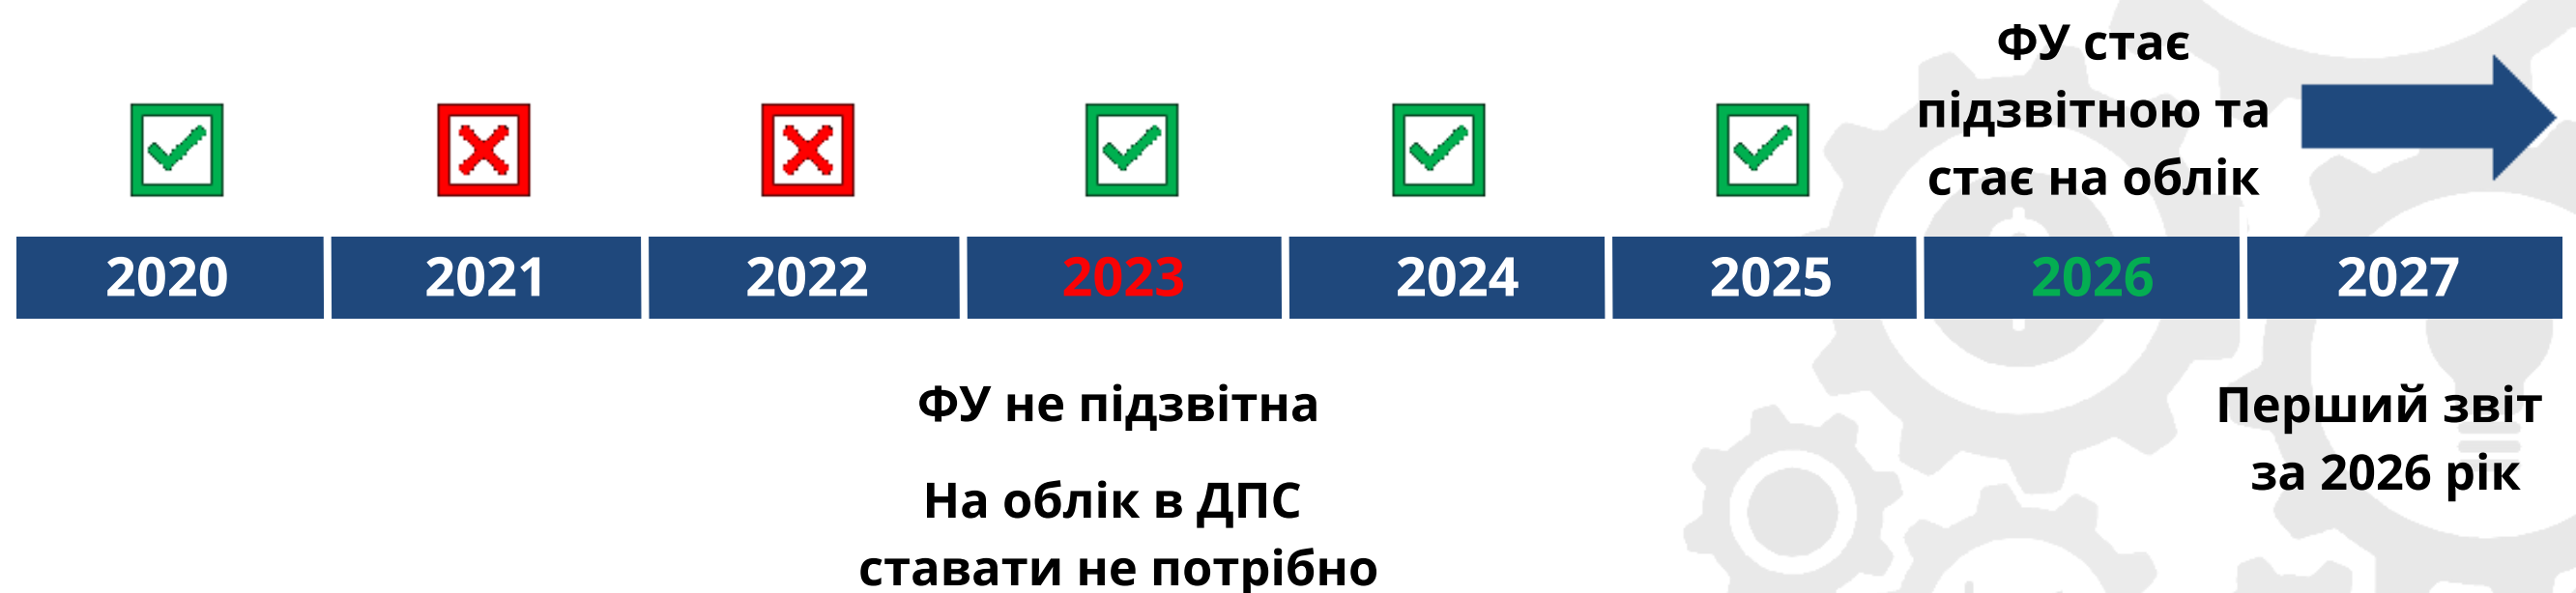 ФУ стає
підзвітною та
стає на облік
2020 2021 2022 2023 2024 2025 2026 2027
ФУ не підзвітна
На облік в ДПС
ставати не потрібно
Перший звіт
за 2026 рік